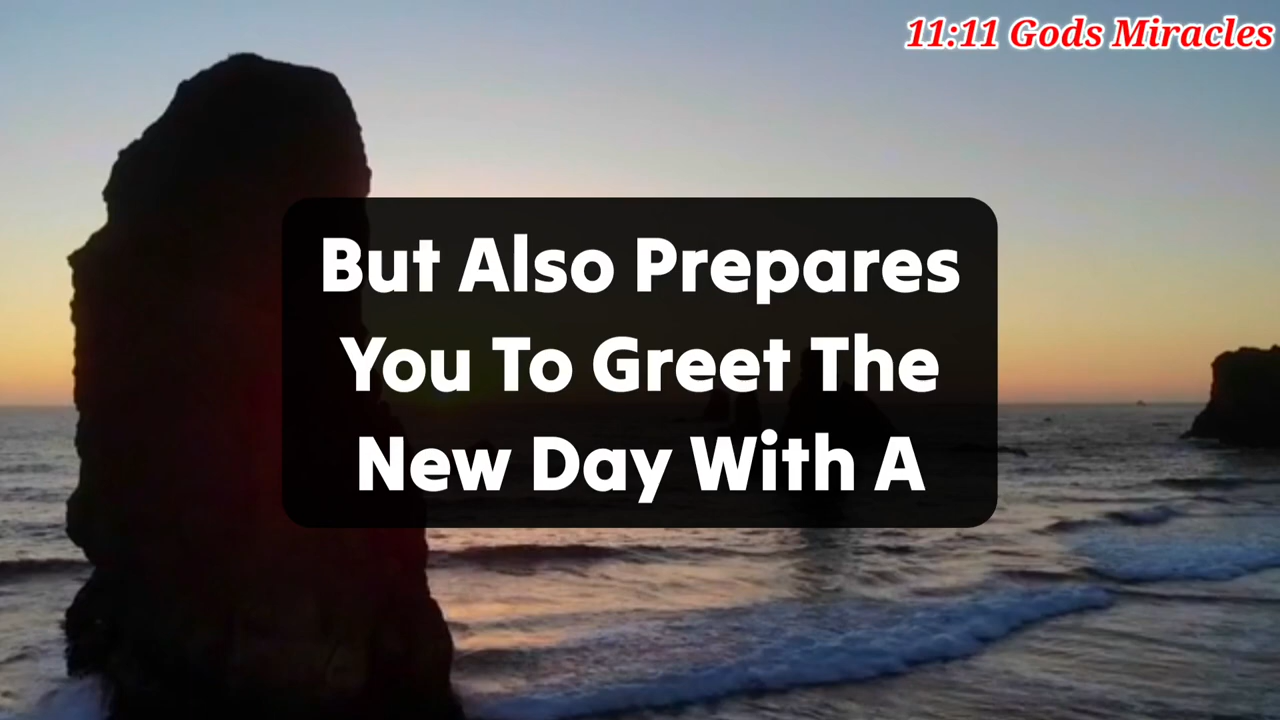 11:11 Gods Miracles
But Also Prepares
You To Greet The
New Day With A